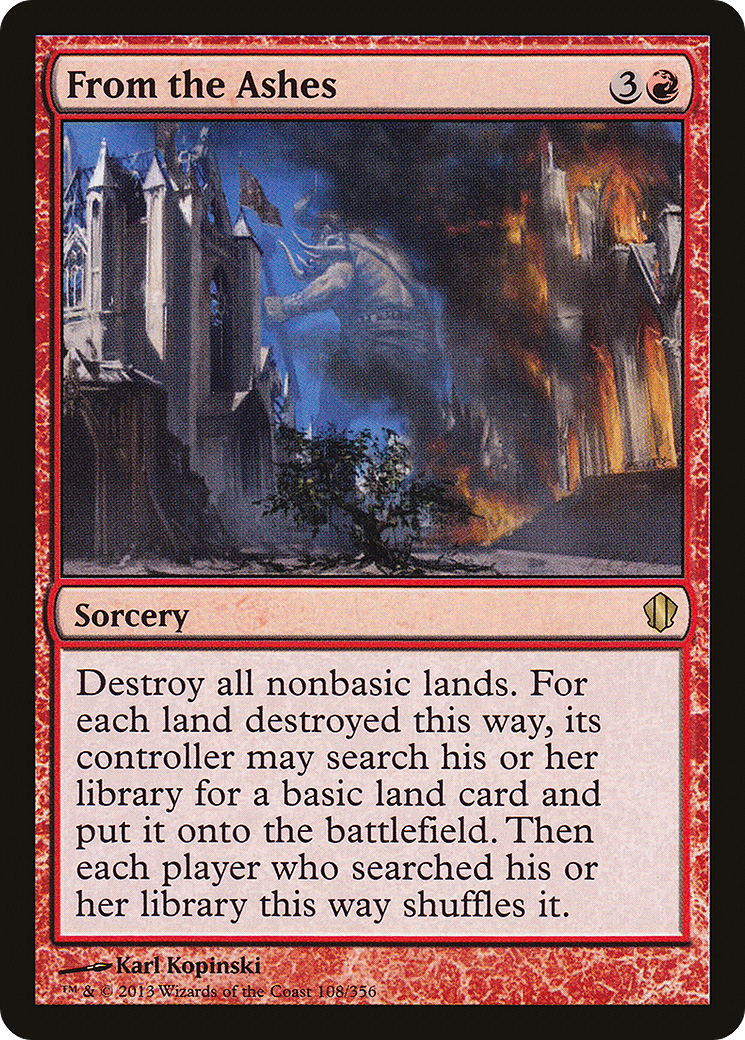 From the Ashes 3
Sorcery
Destroy all nonbasic lands. For
each land destroyed this way, its
controller may search his or her
library for a basic land card and
put it onto the battlefield. Then
each player who searched his or
her library this way shuffles it.
Karl Kopinski
™ & © 2013 Wizards of the Coast 108/356